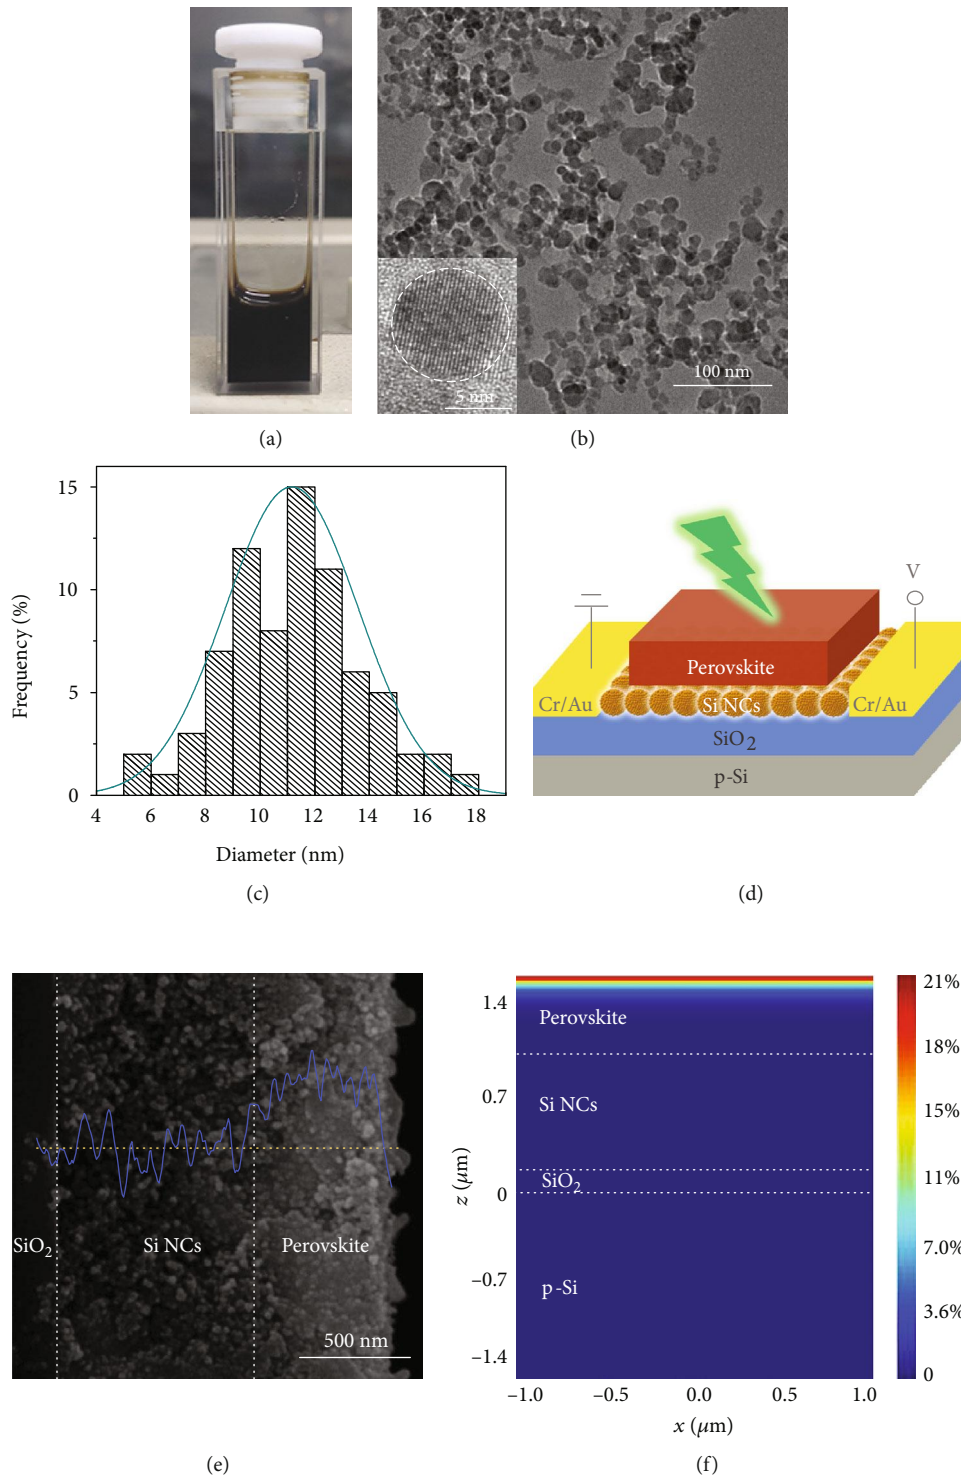 (a)
100 nm
5 nm
(b)
15
10
5
0
Frequency (%)
4 6 8 10 12 14 16 18
Diameter (nm)
(c)
V
Perovskite
Cr/Au
Si NCs
Cr/Au
SiO2
p-Si
(d)
SiO2
Si NCs
Perovskite
500 nm
(e)
1.4
0.7
0
–0.7
–1.4
z (μm)
Perovskite
Si NCs
SiO2
p-Si
–1.0 –0.5 0.0 0.5 1.0
x (μm)
21%
18%
15%
11%
7.0%
3.6%
0
(f)